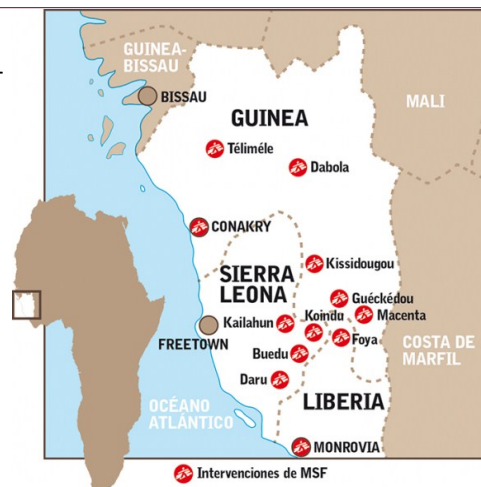 GUINEA-
BISSAU
BISSAU
MALI
GUINEA
Téliméle
Dabola
CONAKRY
Kissidougou
SIERRA
LEONA
Guéckédou
Macenta
Koindu
Kailahun
FREETOWN
Foya
COSTA DE
MARFIL
Buedu
Daru
OCÉANO
ATLÁNTICO
LIBERIA
MONROVIA
Intervenciones de MSF